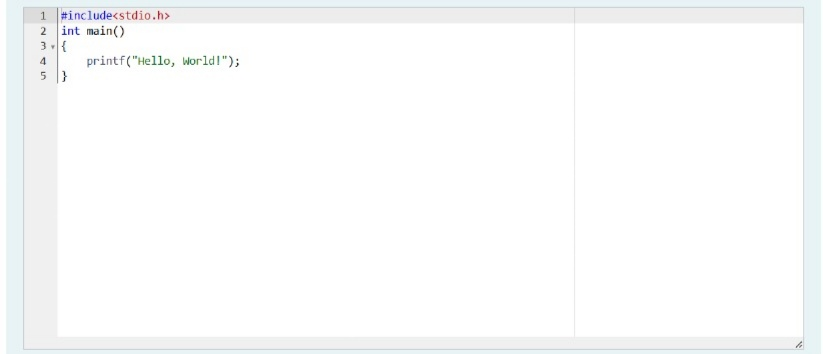 1 #include<stdio.h>
2 int main()
3 {
4     printf("Hello, World!");
5 }